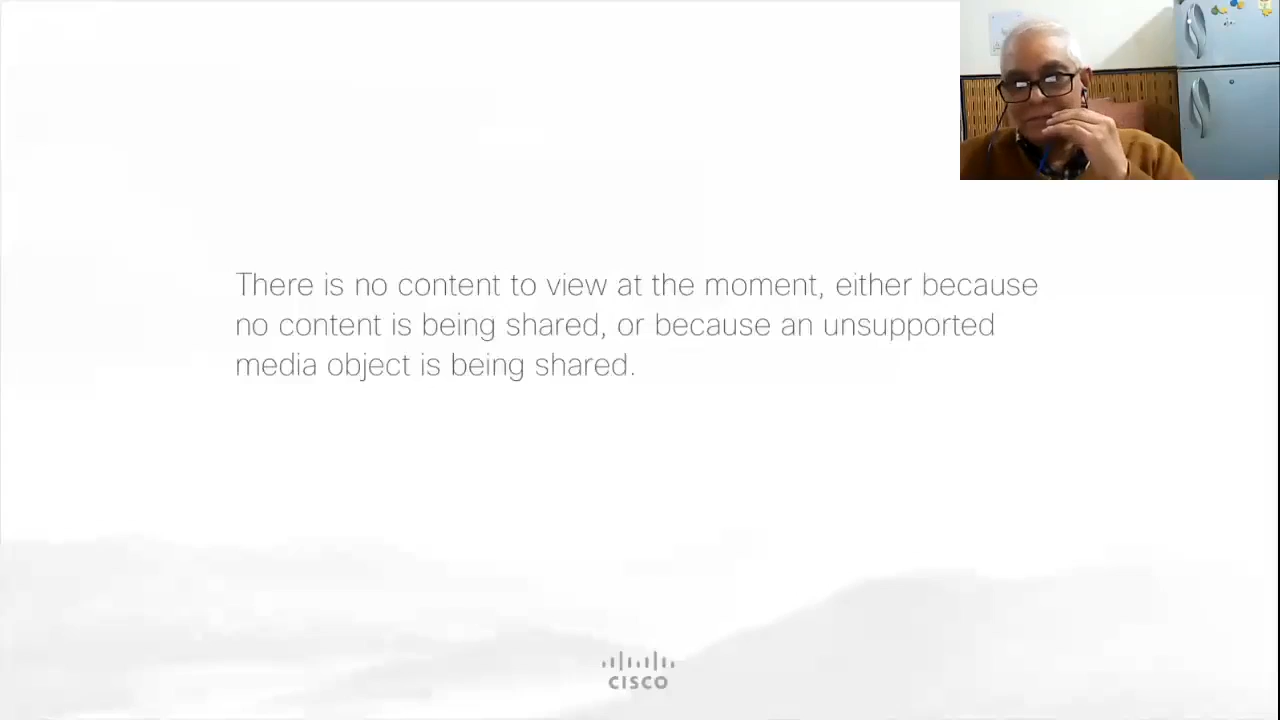 There is no content to view at the moment, either because
no content is being shared, or because an unsupported
media object is being shared.
CISCO